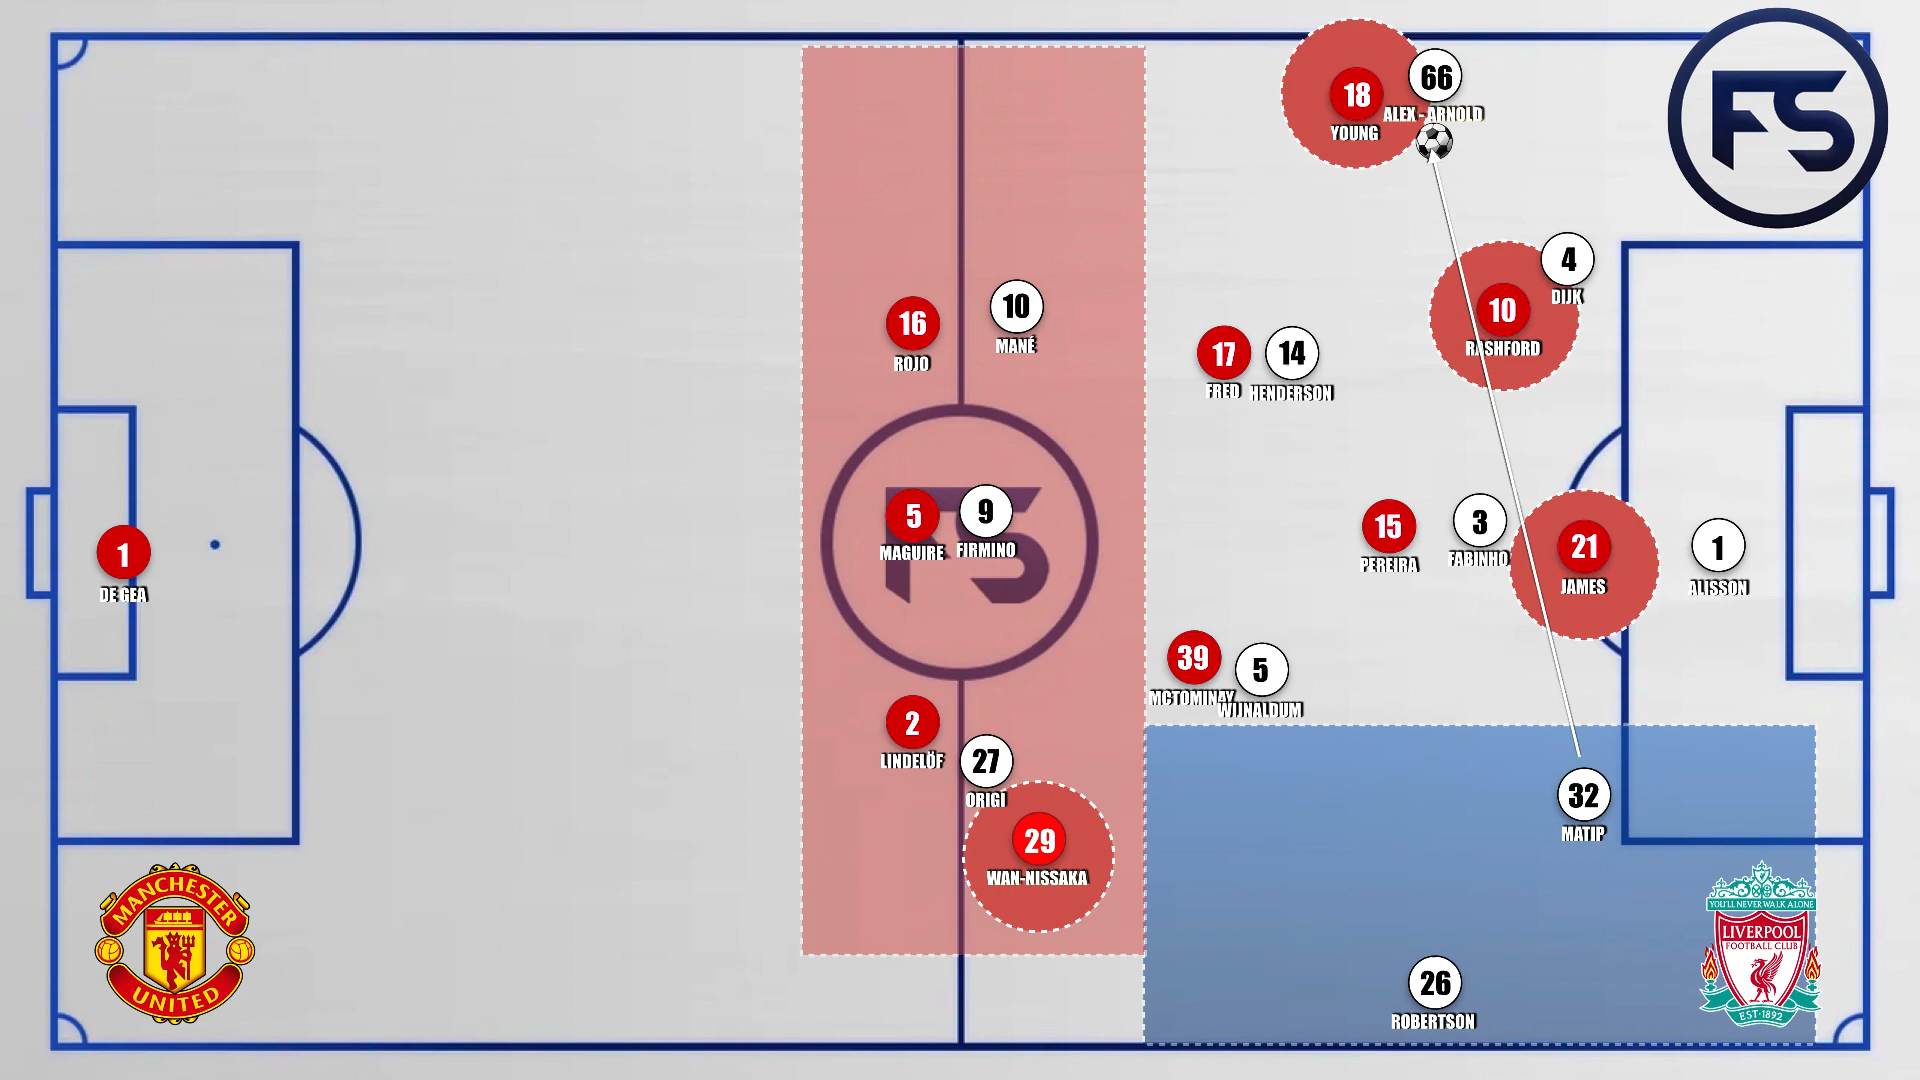 66
18
ALEX - ARNOLD
YOUNG
FS
4
DIJK
10
RASHFORD
16
ROJO
10
MANÉ
17
FRED
14
HENDERSON
5
MAGUIRE
9
FIRMINO
FS
15
PEREIRA
3
FABINHO
21
JAMES
1
ALISSON
1
DE GEA
39
MCTOMINAY
5
WIJNALDUM
2
LINDELÖF
27
ORIGI
32
MATIP
29
WAN-NISSAKA
26
ROBERTSON
MANCHESTER
UNITED
YOU'LL NEVER WALK ALONE
LIVERPOOL
FOOTBALL CLUB
EST·1892